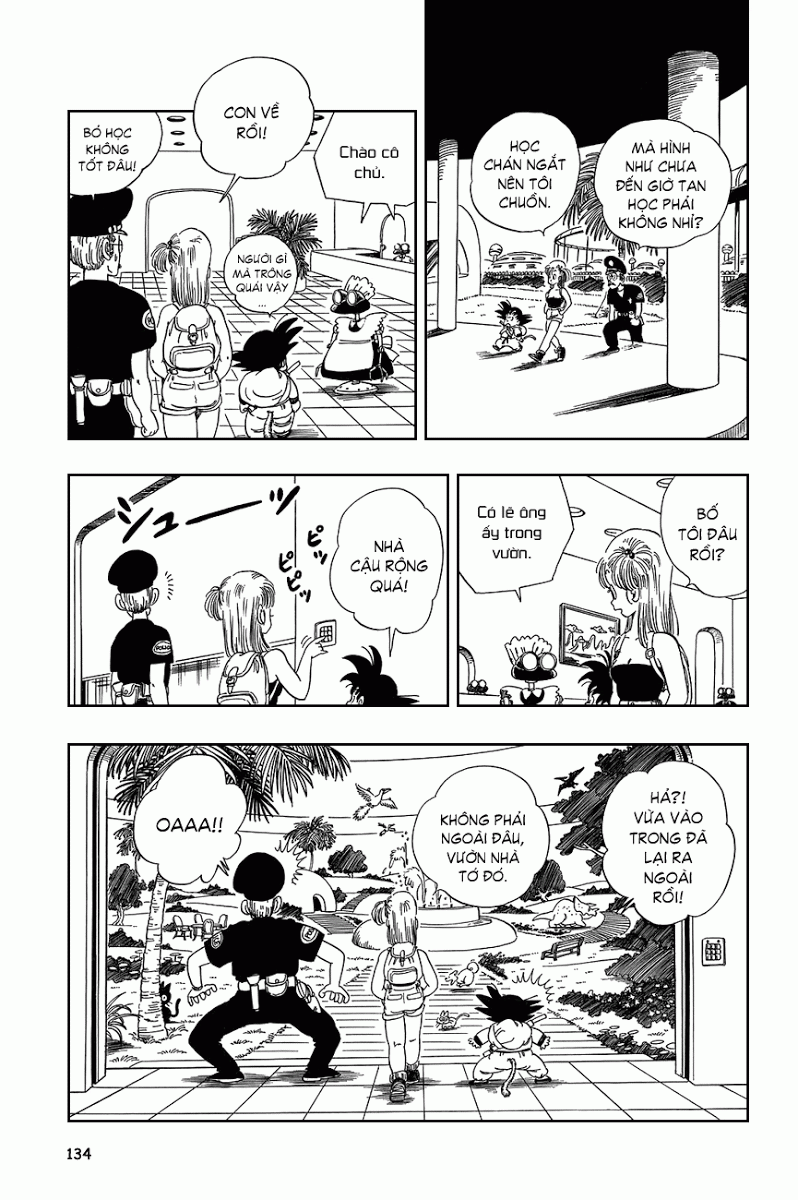 MÀ HÌNH
NHƯ CHƯA
ĐẾN GIỜ TAN
HỌC PHẢI
KHÔNG NHỈ?
HỌC
CHÁN NGẮT
NÊN TÔI
CHUỒN.
Chào cô
chủ.
CON VỀ
RỒI!
BỎ HỌC
KHÔNG
TỐT ĐÂU!
NGƯỜI GÌ
MÀ TRÔNG
QUÁI VẬY
...
BỐ
TÔI ĐÂU
RỒI?
Có lẽ ông
ấy trong
vườn.
NHÀ
CẬU RỘNG
QUÁ!
ピッ
ピピッ
シューッ
POLICE
HẢ?!
VỪA VÀO
TRONG ĐÃ
LẠI RA
NGOÀI
RỒI!
KHÔNG PHẢI
NGOÀI ĐÂU,
VƯỜN NHÀ
TỚ ĐÓ.
OAAA!!
134